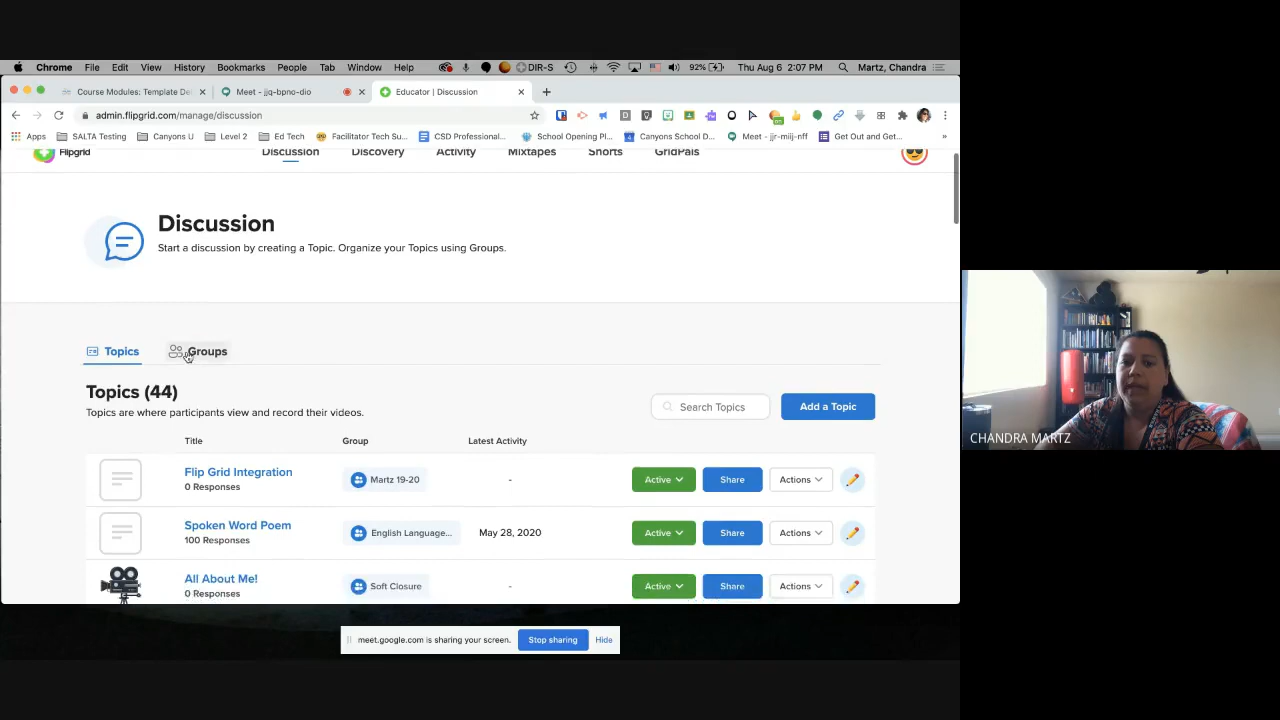 Chrome File Edit View History Bookmarks People Tab Window Help DIR-S 92% Thu Aug 6 2:07 PM Martz, Chandra
Course Modules: Template De Meet - jjq-bpno-dio Educator | Discussion
admin.flipgrid.com/manage/discussion
Apps SALTA Testing Canyons U Level 2 Ed Tech Facilitator Tech Su... CSD Professional... School Opening Pl... Canyons School D... Meet - jjr-miij-nff Get Out and Get... »
Flipgrid Discussion Discovery Activity Mixtapes Shorts GridPals
Discussion
Start a discussion by creating a Topic. Organize your Topics using Groups.
Topics Groups
Topics (44)
Topics are where participants view and record their videos.
Search Topics Add a Topic
Title Group Latest Activity
Flip Grid Integration
0 Responses
Martz 19-20 - Active Share Actions
Spoken Word Poem
100 Responses
English Language... May 28, 2020 Active Share Actions
All About Me!
0 Responses
Soft Closure - Active Share Actions
meet.google.com is sharing your screen. Stop sharing Hide
CHANDRA MARTZ